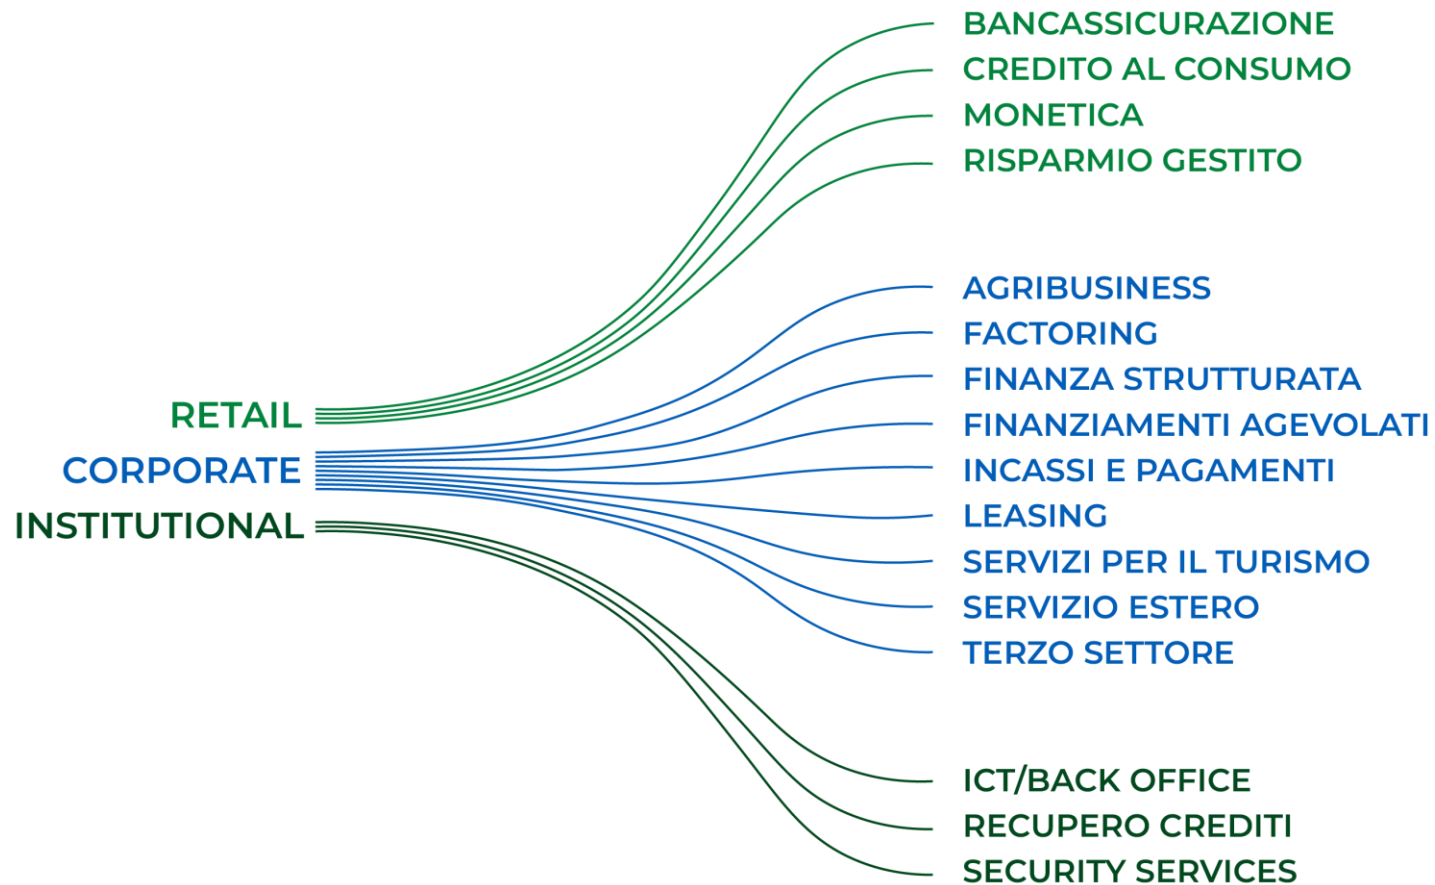 RETAIL
CORPORATE
INSTITUTIONAL
BANCASSICURAZIONE
CREDITO AL CONSUMO
MONETICA
RISPARMIO GESTITO
AGRIBUSINESS
FACTORING
FINANZA STRUTTURATA
FINANZIAMENTI AGEVOLATI
INCASSI E PAGAMENTI
LEASING
SERVIZI PER IL TURISMO
SERVIZIO ESTERO
TERZO SETTORE
ICT/BACK OFFICE
RECUPERO CREDITI
SECURITY SERVICES